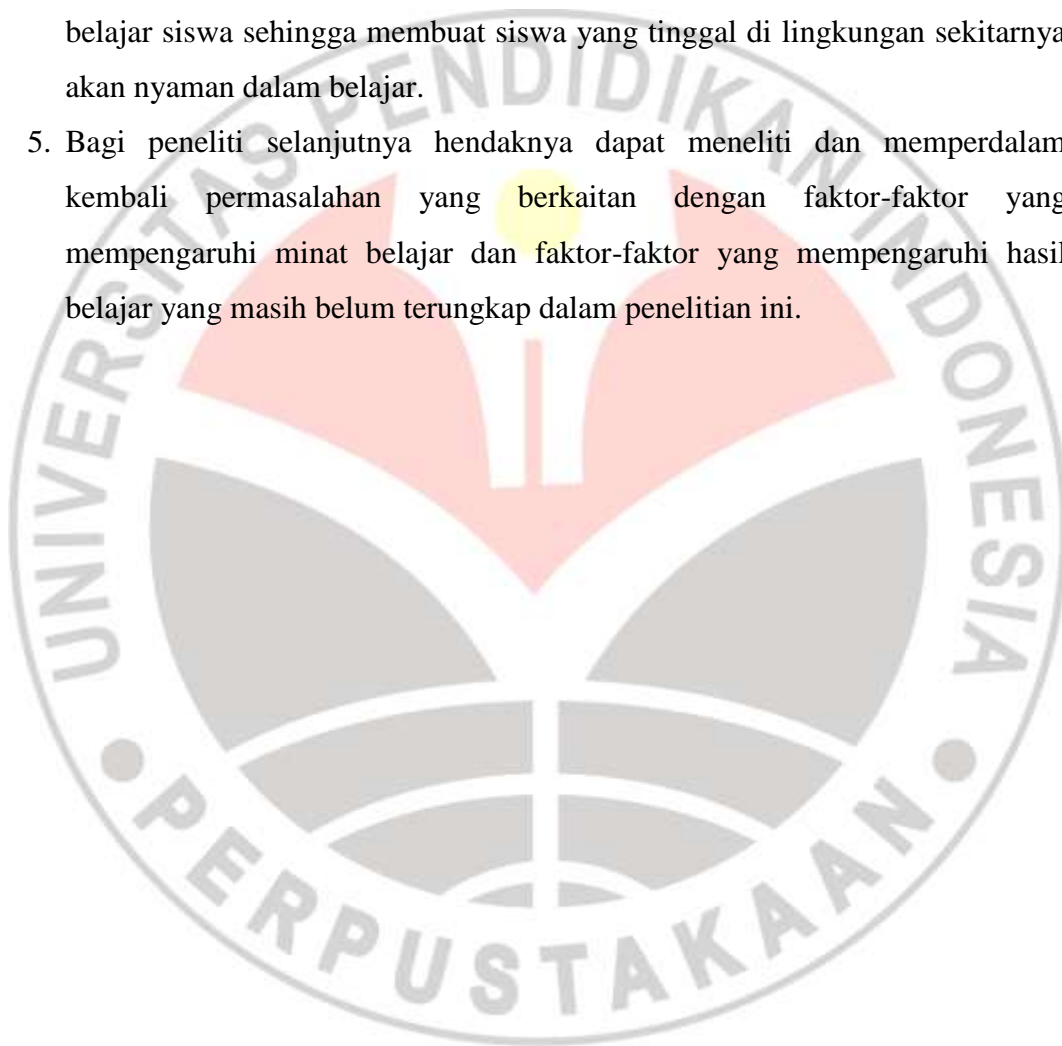 belajar siswa sehingga membuat siswa yang tinggal di lingkungan sekitarnya
akan nyaman dalam belajar.
5. Bagi peneliti selanjutnya hendaknya dapat meneliti dan memperdalam
kembali permasalahan yang berkaitan dengan faktor-faktor yang
mempengaruhi minat belajar dan faktor-faktor yang mempengaruhi hasil
belajar yang masih belum terungkap dalam penelitian ini.
UNIVERSITAS PENDIDIKAN INDONESIA
PERPUSTAKAAN